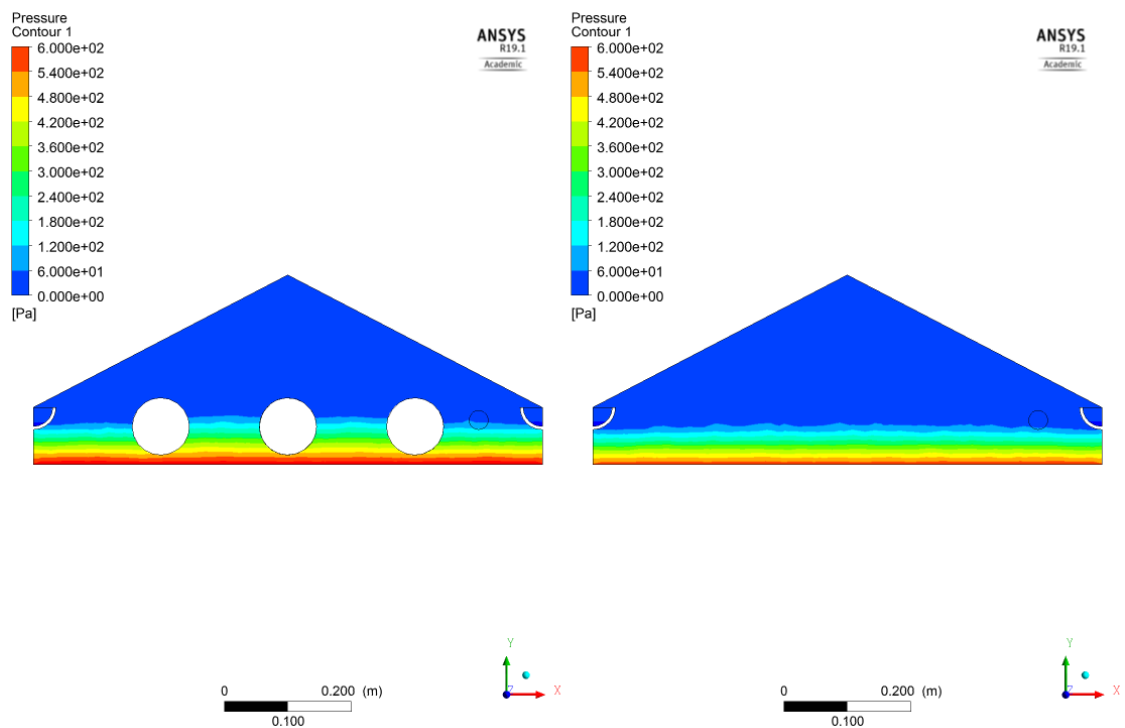 Pressure
Contour 1
6.000e+02
5.400e+02
4.800e+02
4.200e+02
3.600e+02
3.000e+02
2.400e+02
1.800e+02
1.200e+02
6.000e+01
0.000e+00
[Pa]
ANSYS
R19.1
Academic
0
0.200 (m)
0.100
Y
Z
X
Pressure
Contour 1
6.000e+02
5.400e+02
4.800e+02
4.200e+02
3.600e+02
3.000e+02
2.400e+02
1.800e+02
1.200e+02
6.000e+01
0.000e+00
[Pa]
ANSYS
R19.1
Academic
0
0.200 (m)
0.100
Y
Z
X